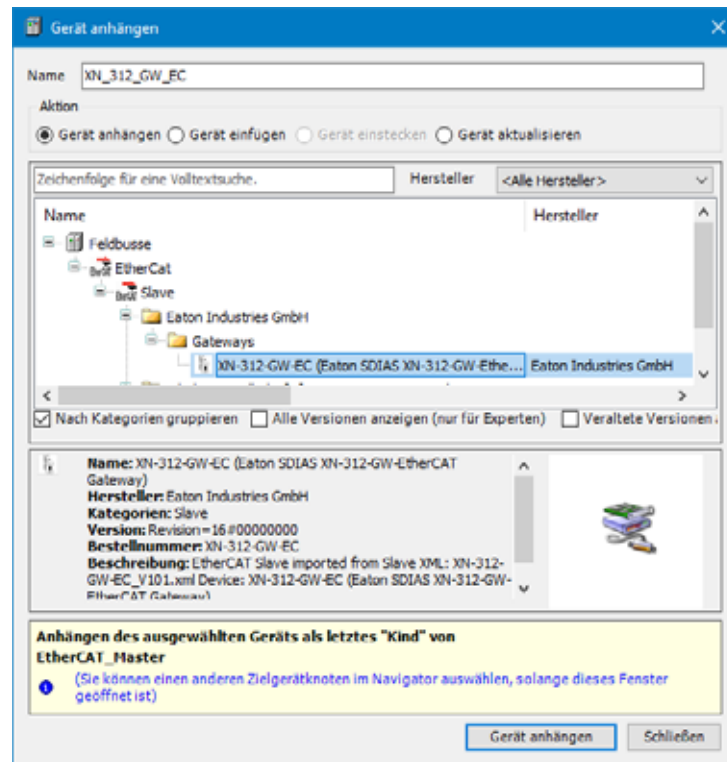 Gerät anhängen
Name XN_312_GW_EC
Aktion
Gerät anhängen Gerät einfügen Gerät einstecken Gerät aktualisieren
Zeichenfolge für eine Volltextsuche. Hersteller <Alle Hersteller>
Name Hersteller
Feldbusse
EtherCat
Slave
Eaton Industries GmbH
Gateways
XN-312-GW-EC (Eaton SDIAS XN-312-GW-Ethe... Eaton Industries GmbH
Nach Kategorien gruppieren Alle Versionen anzeigen (nur für Experten) Veraltete Versionen
Name: XN-312-GW-EC (Eaton SDIAS XN-312-GW-EtherCAT
Gateway)
Hersteller: Eaton Industries GmbH
Kategorien: Slave
Version: Revision=16#00000000
Bestellnummer: XN-312-GW-EC
Beschreibung: EtherCAT Slave imported from Slave XML: XN-312-
GW-EC_V101.xml Device: XN-312-GW-EC (Eaton SDIAS XN-312-GW-
EtherCAT Gateway)
Anhängen des ausgewählten Geräts als letztes "Kind" von
EtherCAT_Master
(Sie können einen anderen Zielgerätknoten im Navigator auswählen, solange dieses Fenster
geöffnet ist)
Gerät anhängen Schließen